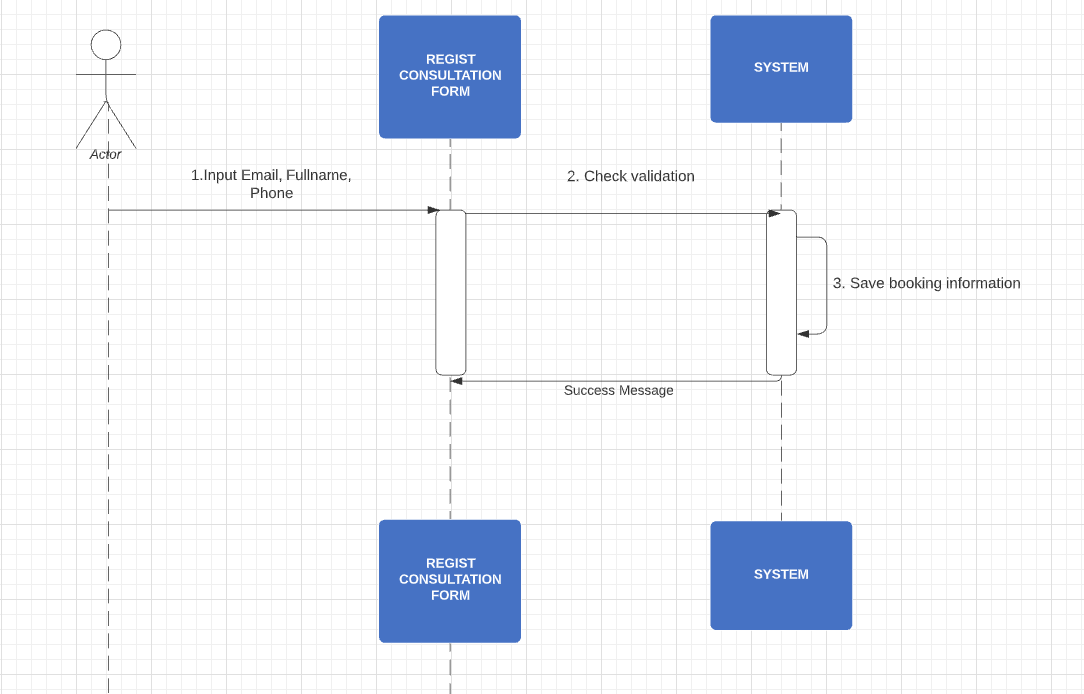 REGIST
CONSULTATION
FORM
SYSTEM
Actor
1.Input Email, Fullname,
Phone
2. Check validation
3. Save booking information
Success Message
REGIST
CONSULTATION
FORM
SYSTEM